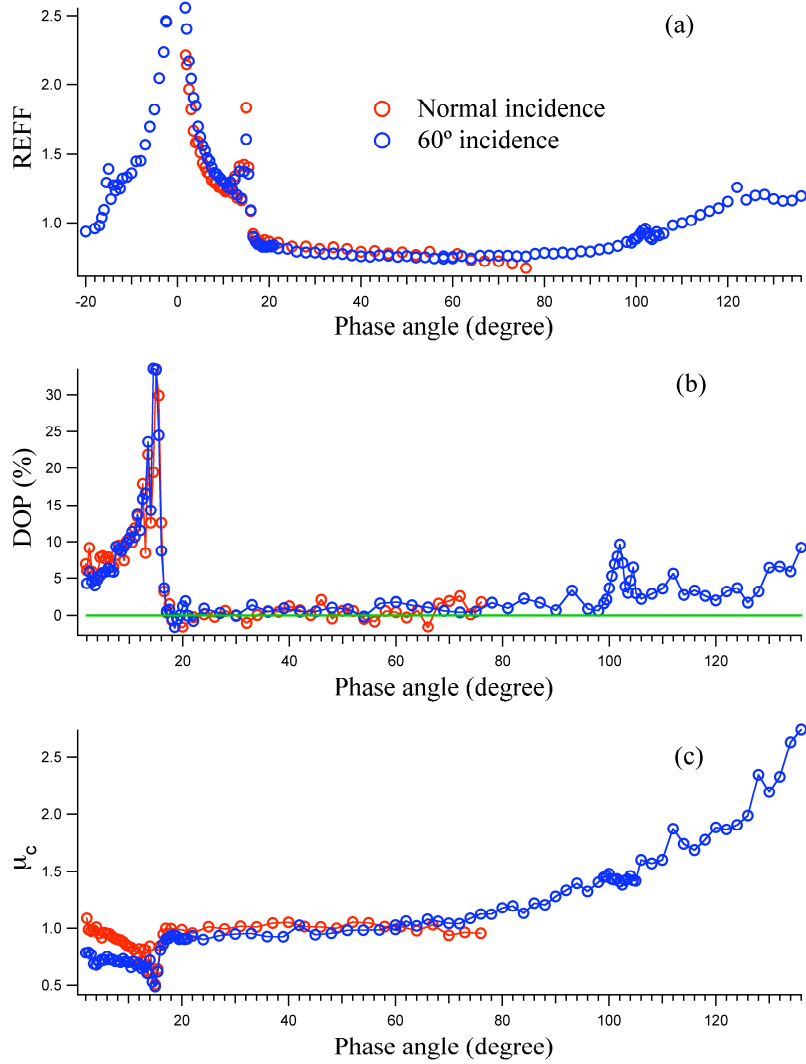 (a)
2.5
2.0
1.5
1.0
REFF
Normal incidence
60º incidence
-20 0 20 40 60 80 100 120
Phase angle (degree)
(b)
30
25
20
15
10
5
0
DOP (%)
20 40 60 80 100 120
Phase angle (degree)
(c)
2.5
2.0
1.5
1.0
0.5
μc
20 40 60 80 100 120
Phase angle (degree)